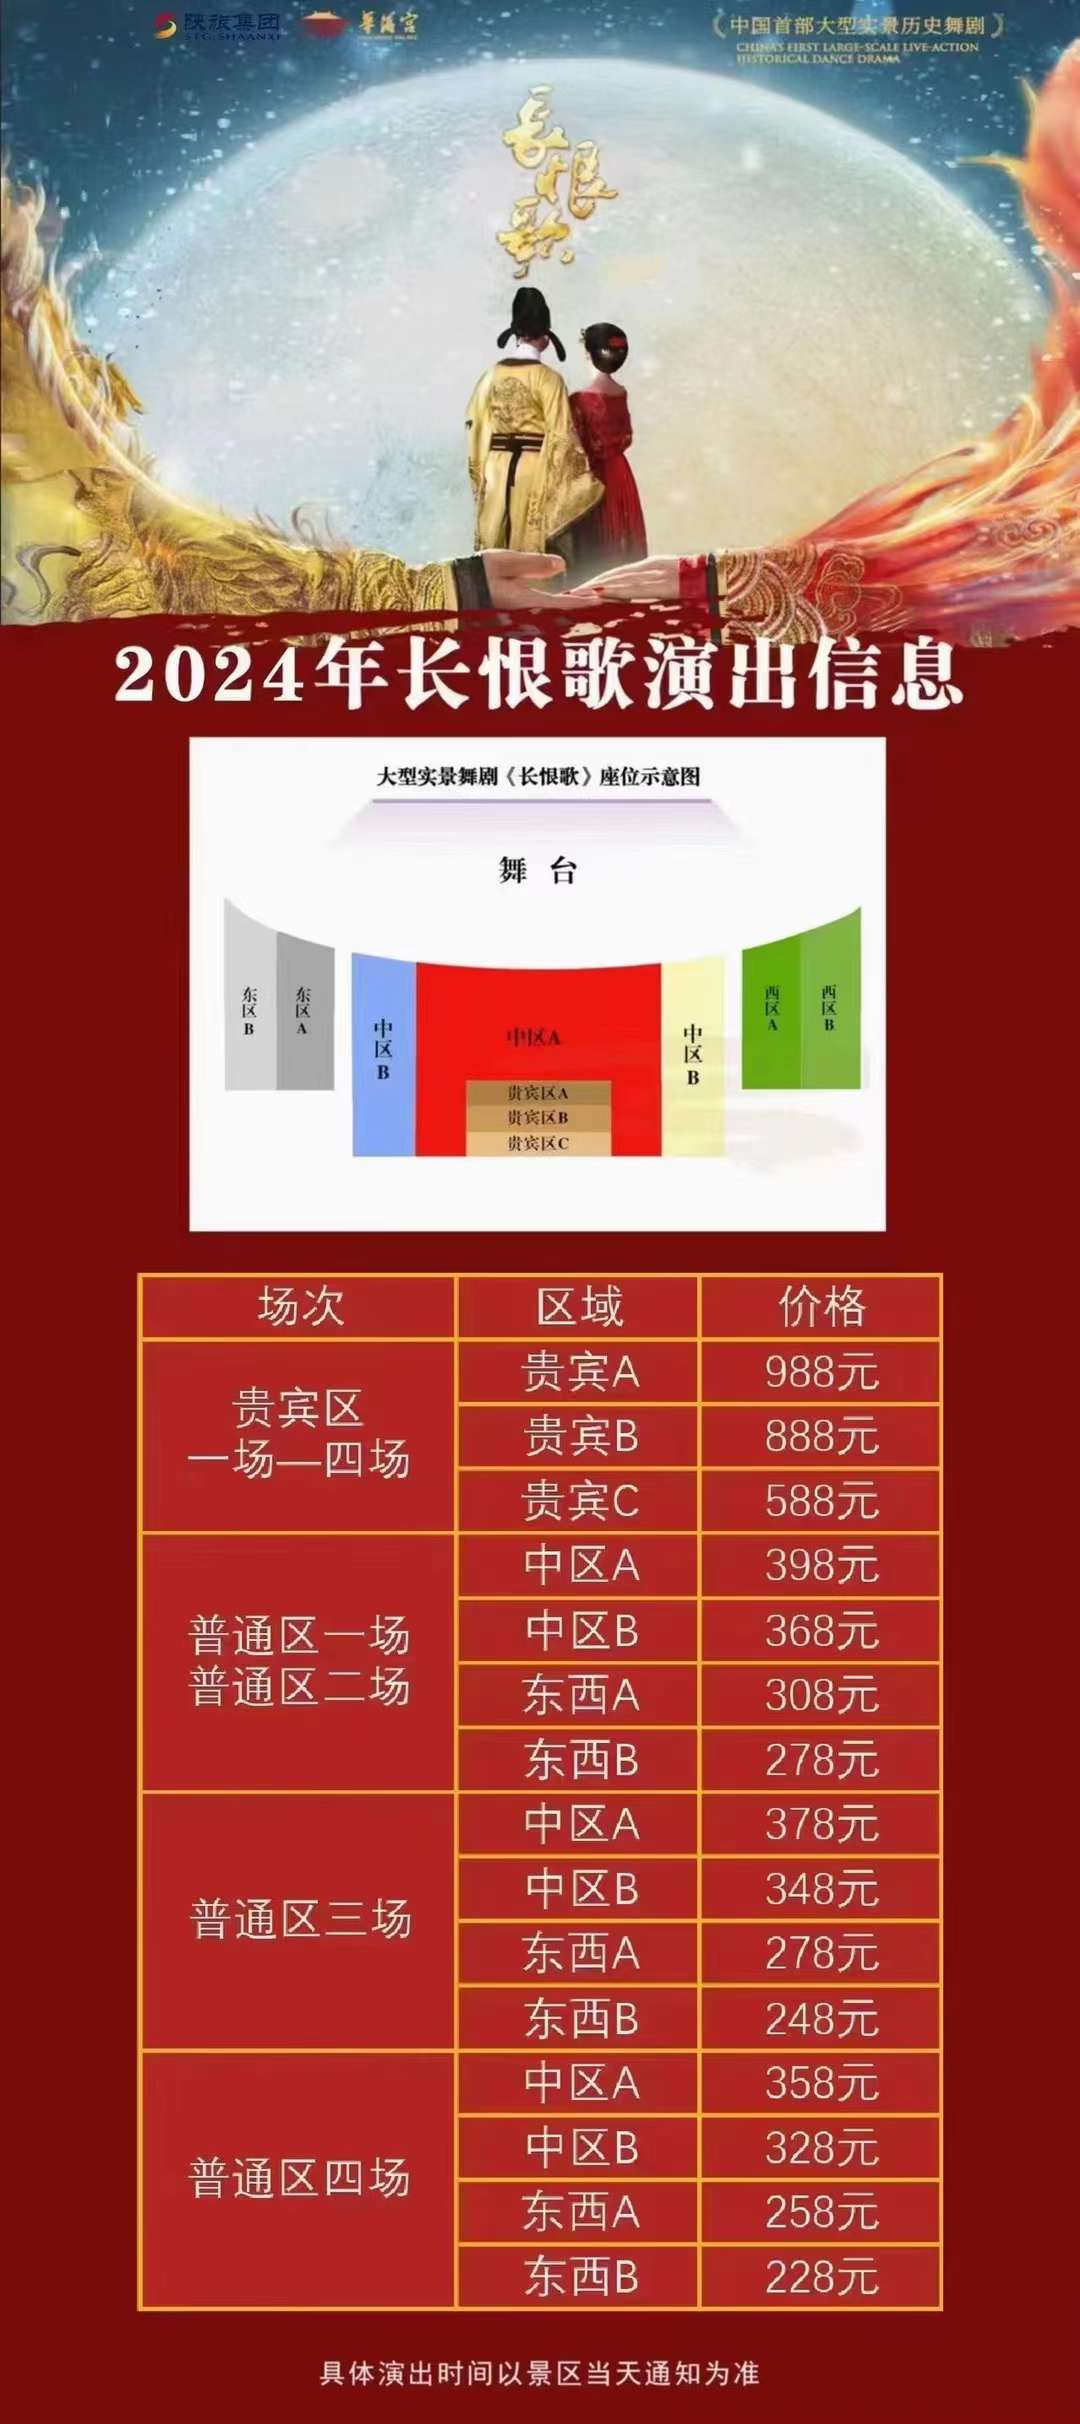 陕旅集团
STG.SHAANXI
華清宮
《中国首部大型实景历史舞剧》
CHINA'S FIRST LARGE-SCALE LIVE-ACTION
HISTORICAL DANCE DRAMA
长恨歌
2024年长恨歌演出信息
大型实景舞剧《长恨歌》座位示意图
舞 台
东区B
东区A
中区B
中区A
贵宾区A
贵宾区B
贵宾区C
中区B
西区A
西区B
场次 区域 价格
贵宾区
一场—四场
贵宾A 988元
贵宾B 888元
贵宾C 588元
普通区一场
普通区二场
中区A 398元
中区B 368元
东西A 308元
东西B 278元
普通区三场
中区A 378元
中区B 348元
东西A 278元
东西B 248元
普通区四场
中区A 358元
中区B 328元
东西A 258元
东西B 228元
具体演出时间以景区当天通知为准